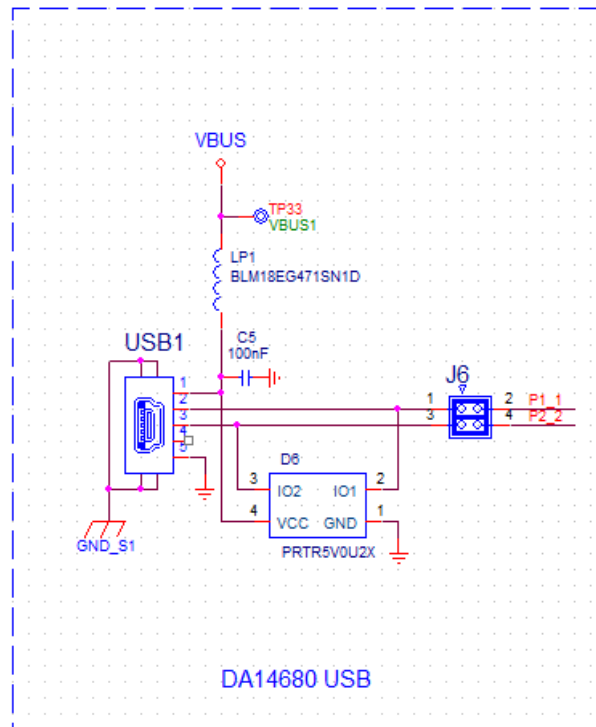 VBUS
TP33
VBUS1
LP1
BLM18EG471SN1D
USB1
C5
100nF
J6
1
2
3
4
5
1
3
2
4
P1_1
P2_2
D6
3
IO2
IO1
2
4
VCC
GND
1
PRTR5V0U2X
GND_S1
DA14680 USB